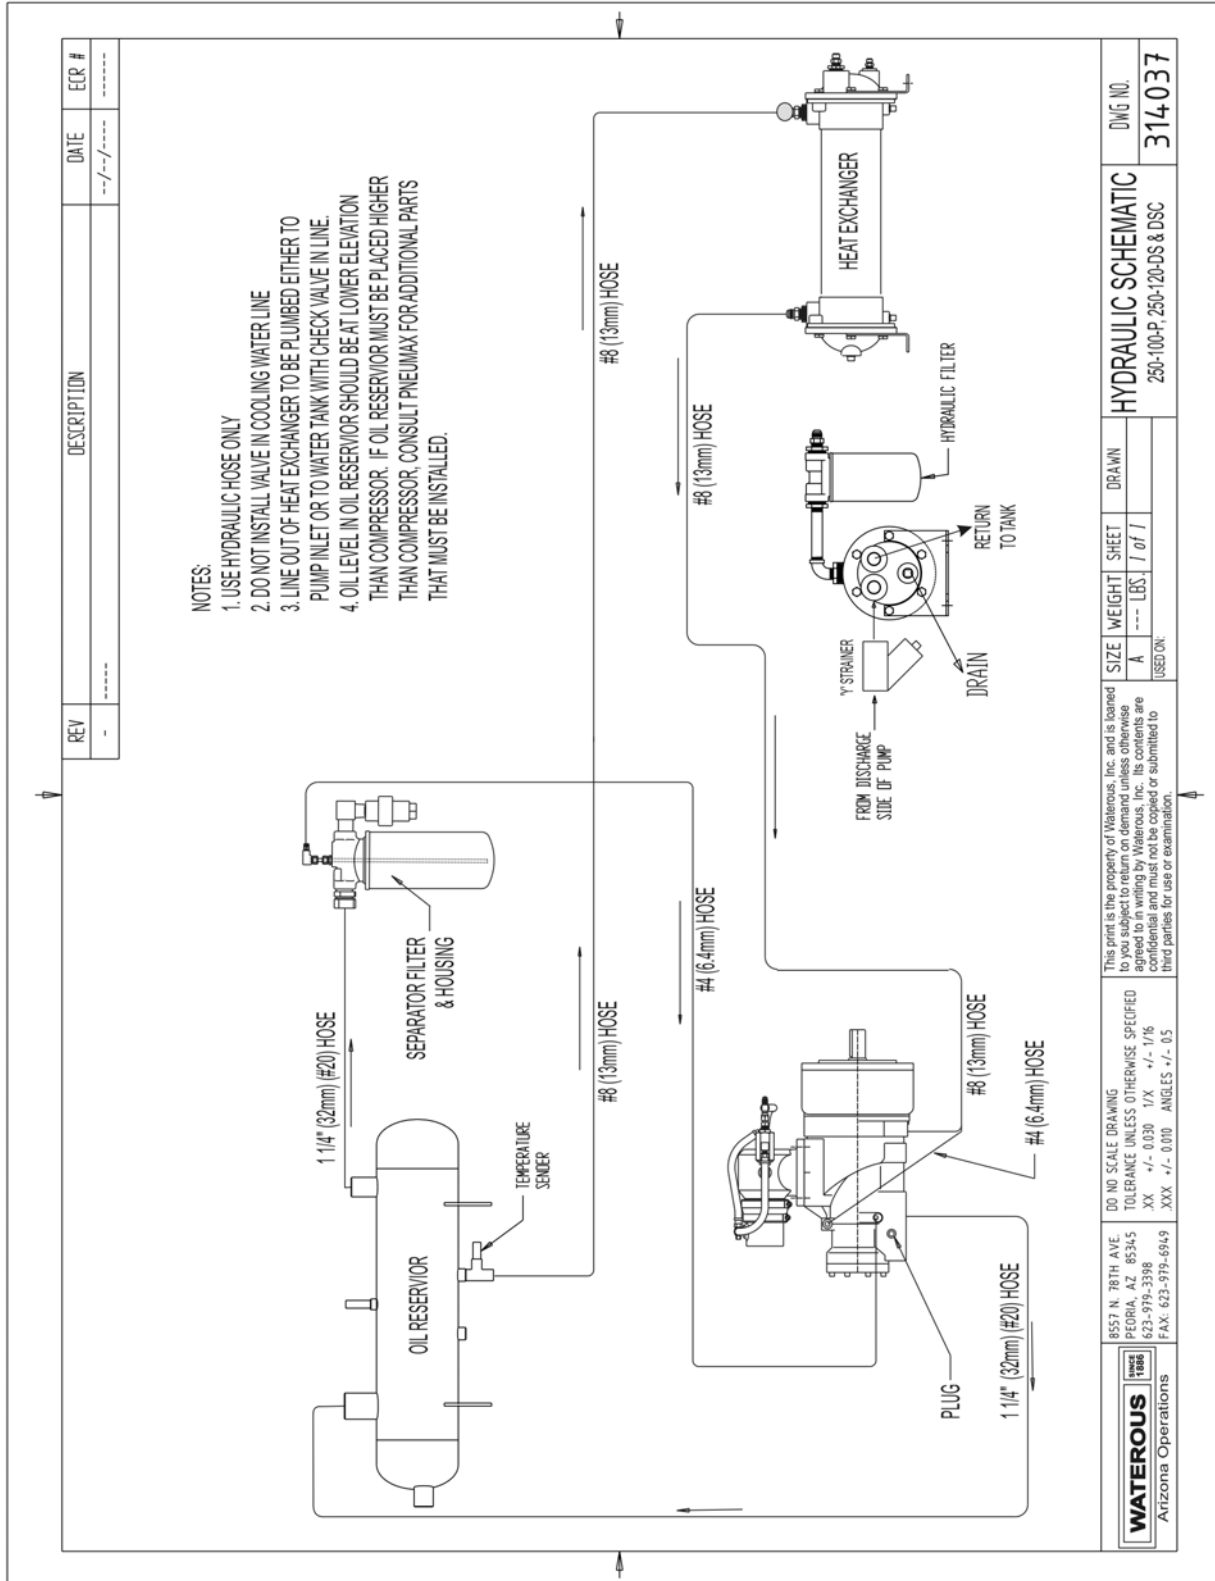 REV
DESCRIPTION
DATE
ECR #
-
-----
--/--/----
------
NOTES:
1. USE HYDRAULIC HOSE ONLY
2. DO NOT INSTALL VALVE IN COOLING WATER LINE
3. LINE OUT OF HEAT EXCHANGER TO BE PLUMBED EITHER TO
PUMP INLET OR TO WATER TANK WITH CHECK VALVE IN LINE.
4. OIL LEVEL IN OIL RESERVIOR SHOULD BE AT LOWER ELEVATION
THAN COMPRESSOR. IF OIL RESERVIOR MUST BE PLACED HIGHER
THAN COMPRESSOR, CONSULT PNEUMAX FOR ADDITIONAL PARTS
THAT MUST BE INSTALLED.
1 1/4" (32mm) (#20) HOSE
SEPARATOR FILTER
& HOUSING
OIL RESERVIOR
TEMPERATURE
SENDER
#8 (13mm) HOSE
#8 (13mm) HOSE
#4 (6.4mm) HOSE
#8 (13mm) HOSE
HEAT EXCHANGER
HYDRAULIC FILTER
RETURN
TO TANK
'Y' STRAINER
DRAIN
FROM DISCHARGE
SIDE OF PUMP
#8 (13mm) HOSE
#4 (6.4mm) HOSE
PLUG
1 1/4" (32mm) (#20) HOSE
WATEROUS
SINCE
1886
Arizona Operations
8557 N. 78TH AVE.
PEORIA, AZ 85345
623-979-3398
FAX: 623-979-6949
DO NO SCALE DRAWING
TOLERANCE UNLESS OTHERWISE SPECIFIED
.XX +/- 0.030 1/X +/- 1/16
.XXX +/- 0.010 ANGLES +/- 0.5
This print is the property of Waterous, Inc. and is loaned
to you subject to return on demand unless otherwise
agreed to in writing by Waterous, Inc. Its contents are
confidential and must not be copied or submitted to
third parties for use or examination.
SIZE
WEIGHT
SHEET
DRAWN
A
--- LBS.
1 of 1
USED ON:
HYDRAULIC SCHEMATIC
250-100-P, 250-120-DS & DSC
DWG NO.
314037